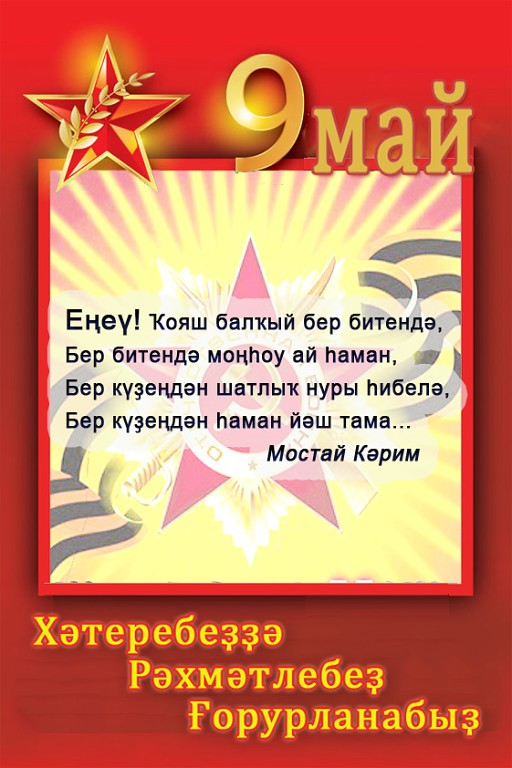 9 май
Еңеү! Ҡояш балҡый бер битендә,
Бер битендә моңһоу ай һаман,
Бер күҙеңдән шатлыҡ нуры һибелә,
Бер күҙеңдән һаман йәш тама...
Мостай Кәрим
Хәтеребеҙҙә
Рәхмәтлебеҙ
Ғорурланабыҙ